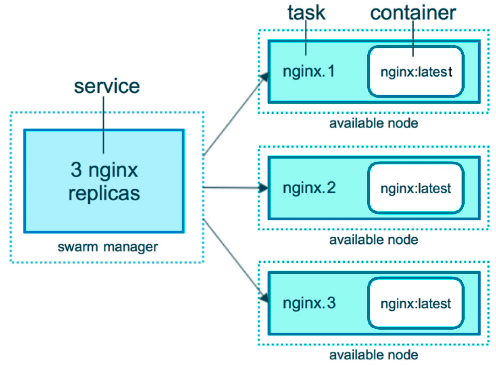 task
container
service
3 nginx
replicas
swarm manager
nginx.1
nginx:latest
available node
nginx.2
nginx:latest
available node
nginx.3
nginx:latest
available node